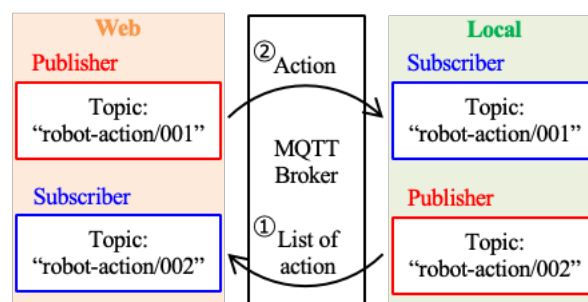 Web
Publisher
Topic:
“robot-action/001”
Subscriber
Topic:
“robot-action/002”
②Action
MQTT
Broker
①List of
action
Local
Subscriber
Topic:
“robot-action/001”
Publisher
Topic:
“robot-action/002”